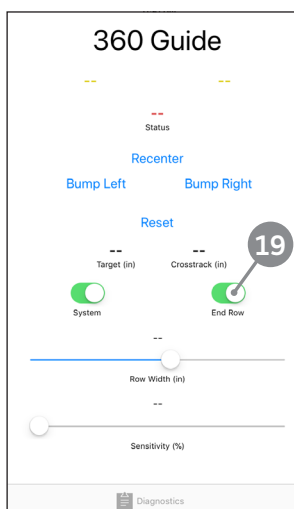 360 Guide
-- --
--
Status
Recenter
Bump Left Bump Right
Reset
-- --
Target (in) Crosstrack (in)
19
System End Row
--
Row Width (in)
--
Sensitivity (%)
Diagnostics